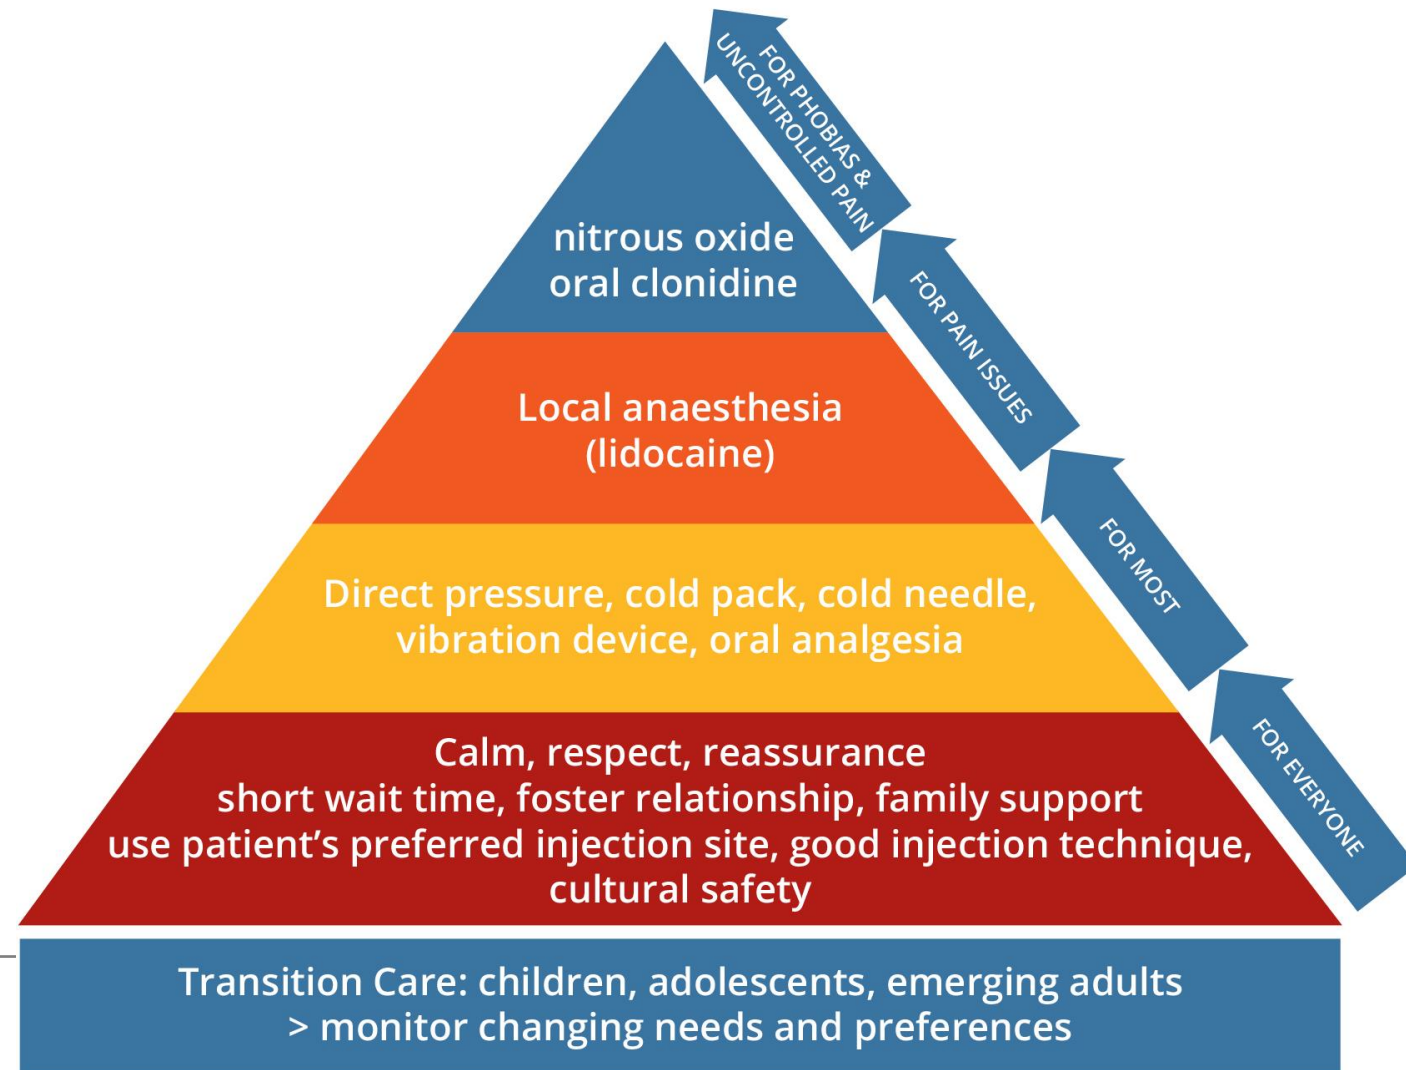 FOR PHOBIAS &
UNCONTROLLED PAIN
nitrous oxide
oral clonidine
FOR PAIN ISSUES
Local anaesthesia
(lidocaine)
FOR MOST
Direct pressure, cold pack, cold needle,
vibration device, oral analgesia
FOR EVERYONE
Calm, respect, reassurance
short wait time, foster relationship, family support
use patient’s preferred injection site, good injection technique,
cultural safety
Transition Care: children, adolescents, emerging adults
> monitor changing needs and preferences